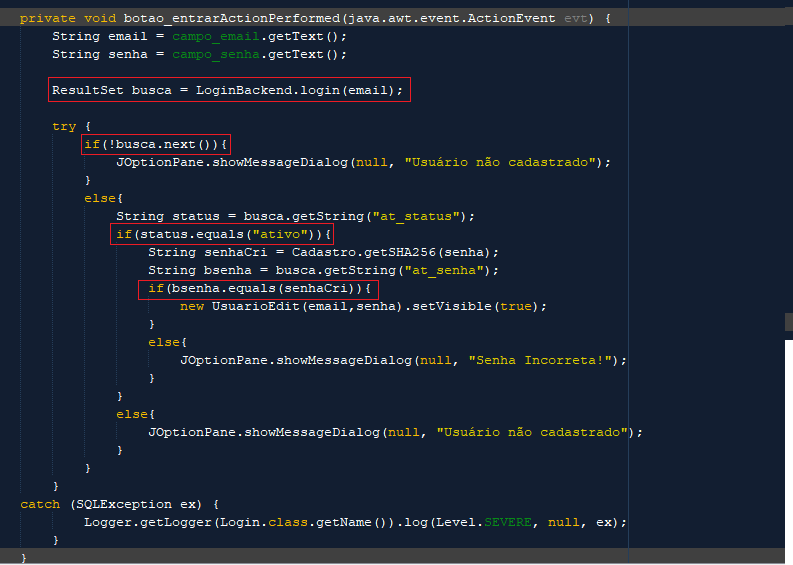 private void botao_entrarActionPerformed(java.awt.event.ActionEvent evt) {
String email = campo_email.getText();
String senha = campo_senha.getText();
ResultSet busca = LoginBackend.login(email);
try {
if(!busca.next()){
JOptionPane.showMessageDialog(null, "Usuário não cadastrado");
}
else{
String status = busca.getString("at_status");
if(status.equals("ativo")){
String senhaCri = Cadastro.getSHA256(senha);
String bsenha = busca.getString("at_senha");
if(bsenha.equals(senhaCri)){
new UsuarioEdit(email,senha).setVisible(true);
}
else{
JOptionPane.showMessageDialog(null, "Senha Incorreta!");
}
}
else{
JOptionPane.showMessageDialog(null, "Usuário não cadastrado");
}
}
}
catch (SQLException ex) {
Logger.getLogger(Login.class.getName()).log(Level.SEVERE, null, ex);
}
}